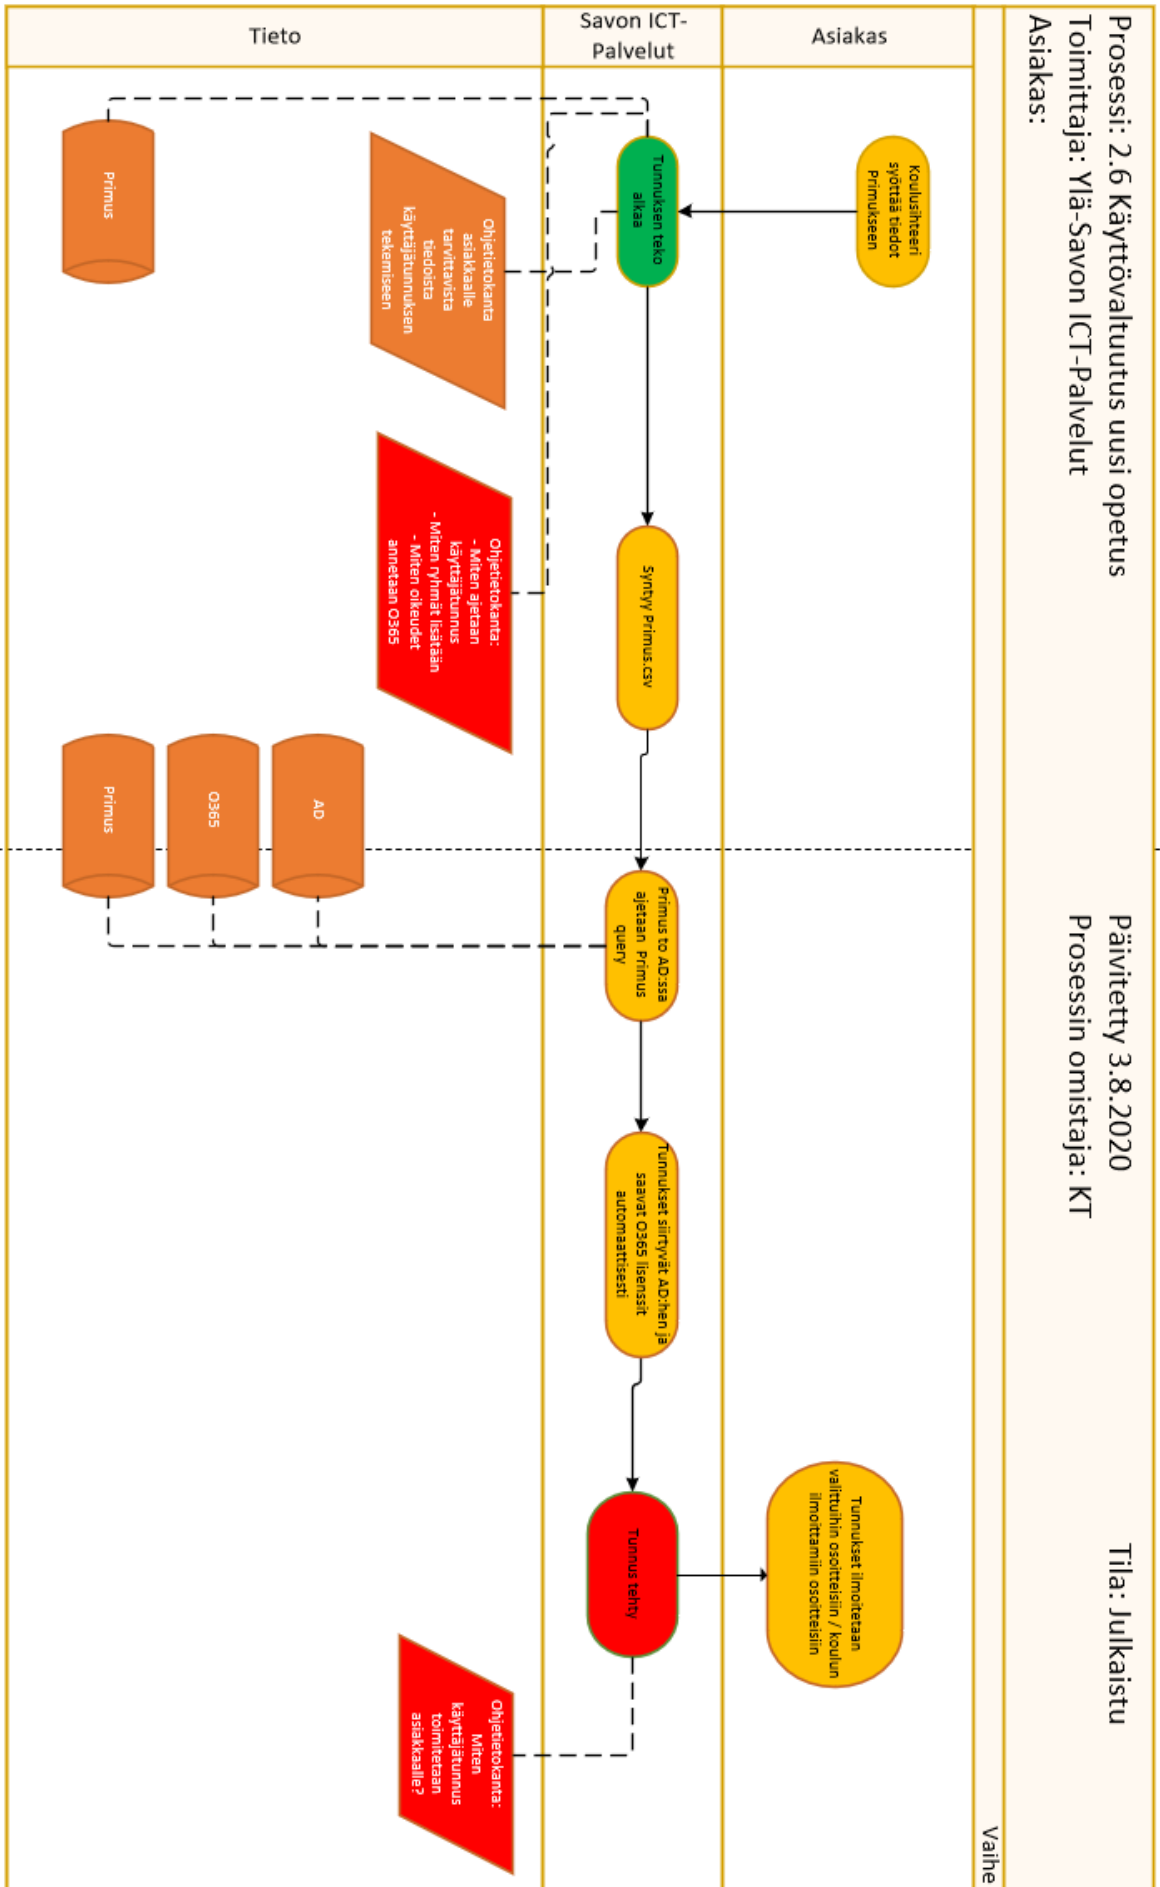 Prosessi: 2.6 Käyttövaltuutus uusi opetus
Toimittaja: Ylä-Savon ICT-Palvelut
Asiakas:
Päivitetty 3.8.2020
Prosessin omistaja: KT
Tila: Julkaistu
Vaihe
Asiakas
Koulusihteeri
syöttää tiedot
Primukseen
Tunnukset ilmoitetaan
valittuihin osoitteisiin / koulun
ilmoittamiin osoitteisiin
Savon ICT-
Palvelut
Tunnuksen teko
alkaa
Syntyy Primus.csv
Primus to AD:ssa
ajetaan Primus
query
Tunnukset siirtyvät AD:hen ja
saavat O365 lisenssit
automaattisesti
Tunnus tehty
Tieto
Ohjetietokanta
asiakkaalle
tarvittavista
tiedoista
käyttäjätunnuksen
tekemiseen
Ohjetietokanta:
- Miten ajetaan
käyttäjätunnus
- Miten ryhmät lisätään
- Miten oikeudet
annetaan O365
Ohjetietokanta:
Miten
käyttäjätunnus
toimitetaan
asiakkaalle?
Primus
AD
O365
Primus